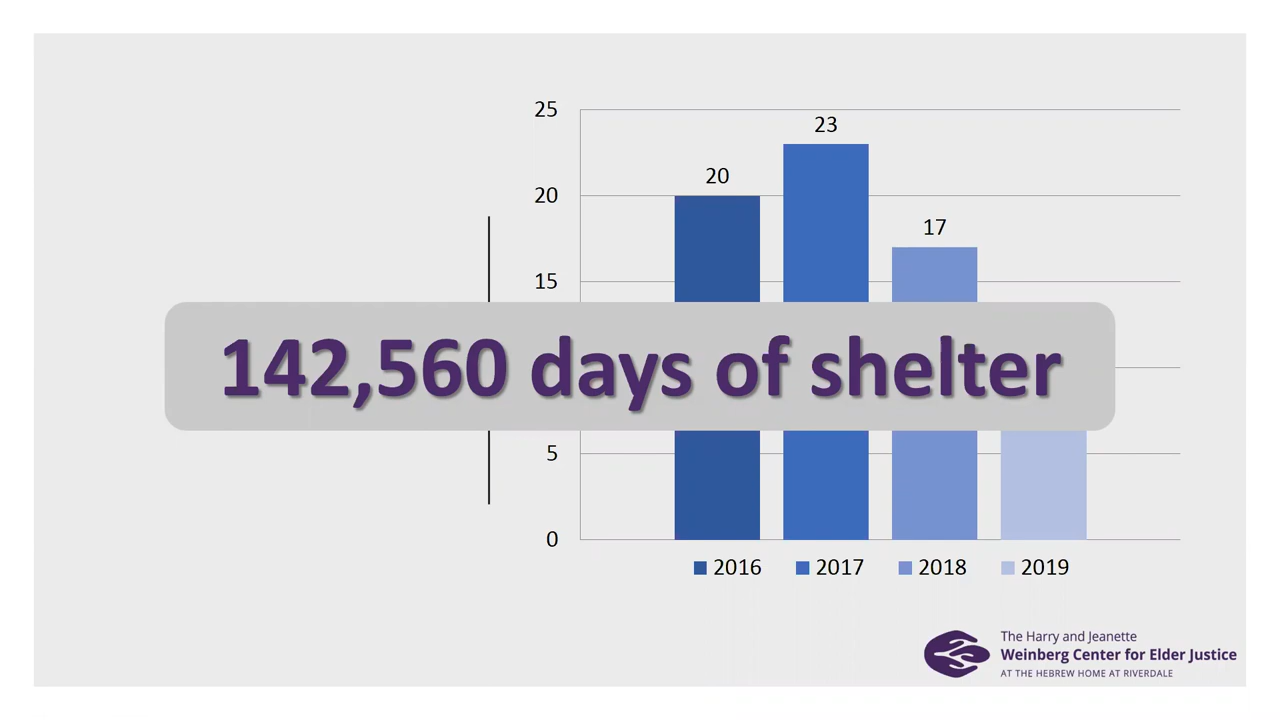 25
23
20
20
17
15
142,560 days of shelter
5
0
2016 2017 2018 2019
The Harry and Jeanette
Weinberg Center for Elder Justice
AT THE HEBREW HOME AT RIVERDALE